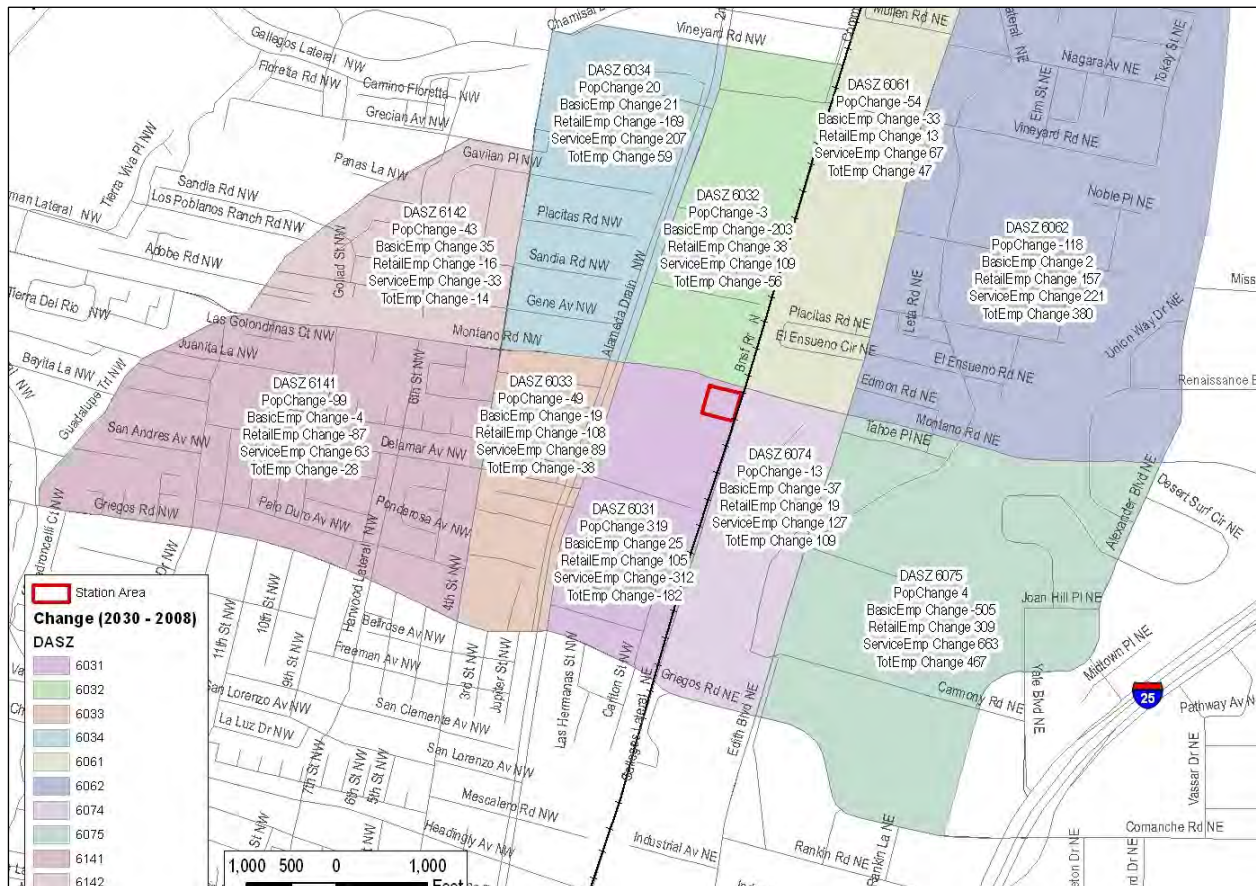 Chamisal
Vineyard Rd NW
Mullen Rd NE
Gallegos Lateral NW
Floretta Rd NW
Camino Floretta NW
Grecian Av NW
Niagara Av NE
Tokay St NE
Elm St NE
Vineyard Rd NE
Noble Pl NE
DASZ 6034
PopChange 20
BasicEmp Change 21
RetailEmp Change -169
ServiceEmp Change 207
TotEmp Change 59
DASZ 6061
PopChange -54
BasicEmp Change -33
RetailEmp Change 13
ServiceEmp Change 67
TotEmp Change 47
Tierra Viva Pl NW
Panas La NW
Gavilan Pl NW
Sandia Rd NW
Los Poblanos Ranch Rd NW
man Lateral NW
Adobe Rd NW
Goliad St NW
Placitas Rd NW
Sandia Rd NW
Gene Av NW
Alameda Drain NW
DASZ 6142
PopChange -43
BasicEmp Change 35
RetailEmp Change -16
ServiceEmp Change -33
TotEmp Change -14
DASZ 6032
PopChange -3
BasicEmp Change -203
RetailEmp Change 38
ServiceEmp Change 109
TotEmp Change -56
DASZ 6062
PopChange -118
BasicEmp Change 2
RetailEmp Change 157
ServiceEmp Change 221
TotEmp Change 380
Tierra Del Rio NW
Las Golondrinas Ct NW
Montano Rd NW
Bnsf Rr N
Placitas Rd NE
El Ensueno Cir NE
Leta Rd NE
El Ensueno Rd NE
Union Way Dr NE
Miss
Renaissance B
Bayita La NW
Juanita La NW
Guadalupe Trl NW
6th St NW
Edmon Rd NE
Montano Rd NE
Tahoe Pl NE
San Andres Av NW
Delamar Av NW
DASZ 6141
PopChange -99
BasicEmp Change -4
RetailEmp Change -87
ServiceEmp Change 63
TotEmp Change -28
DASZ 6033
PopChange -49
BasicEmp Change -19
RetailEmp Change -108
ServiceEmp Change 89
TotEmp Change -38
DASZ 6074
PopChange -13
BasicEmp Change -37
RetailEmp Change 19
ServiceEmp Change 127
TotEmp Change 109
Alexander Blvd NE
Desert Surf Cir NE
Griegos Rd NW
Palo Duro Av NW
Ponderosa Av NW
DASZ 6031
PopChange 319
BasicEmp Change 25
RetailEmp Change 105
ServiceEmp Change -312
TotEmp Change -182
DASZ 6075
PopChange 4
BasicEmp Change -505
RetailEmp Change 309
ServiceEmp Change 663
TotEmp Change 467
Joan Hill Pl NE
Midtown Pl NE
Yale Blvd NE
Carmony Rd NE
25
Pathway Av N
Vassar Dr NE
Dr NW
11th St NW
10th St NW
9th St NW
Harwood Lateral NW
4th St NW
Bellrose Av NW
Freeman Av NW
3rd St NW
Jupiter St NW
Las Hermanas St NW
Carlton St NW
Gallegos Lateral NE
Griegos Rd NE
Edith Blvd NE
San Lorenzo Av NW
La Luz Dr NW
San Clemente Av NW
San Lorenzo Av NW
7th St NW
6th St NW
5th St NW
Mescalero Rd NW
Headingly Av NW
Industrial Av NE
Rankin Rd NE
Rankin La NE
Comanche Rd NE
Station Area
Change (2030 - 2008)
DASZ
6031
6032
6033
6034
6061
6062
6074
6075
6141
6142
1,000 500 0 1,000
Feet